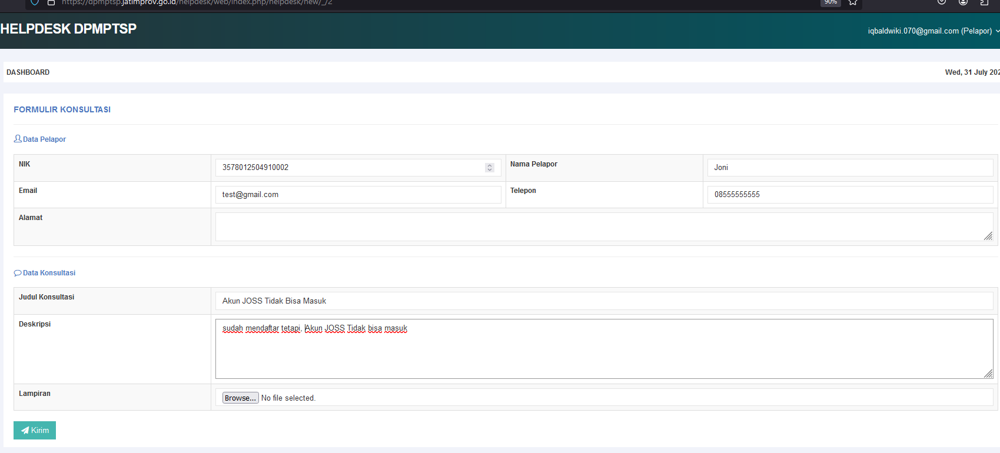 https://dpmptsp.jatimprov.go.id/helpdesk/web/index.php/helpdesk/new/_/2
90%
HELPDESK DPMPTSP
iqbaldwiki.070@gmail.com (Pelapor)
DASHBOARD
Wed, 31 July 202
FORMULIR KONSULTASI
Data Pelapor
NIK
3578012504910002
Nama Pelapor
Joni
Email
test@gmail.com
Telepon
08555555555
Alamat
Data Konsultasi
Judul Konsultasi
Akun JOSS Tidak Bisa Masuk
Deskripsi
sudah mendaftar tetapi, Akun JOSS Tidak bisa masuk
Lampiran
Browse... No file selected.
Kirim